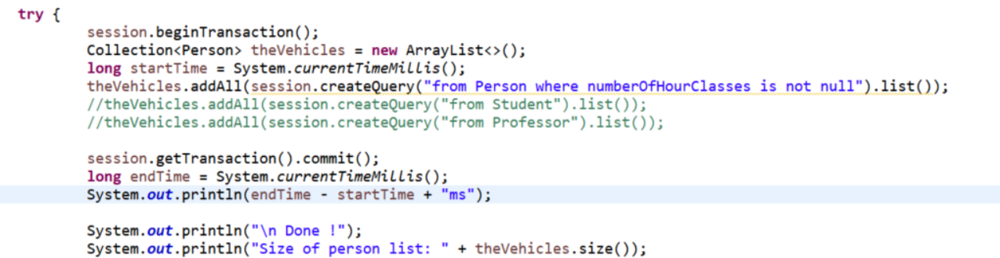 try {
session.beginTransaction();
Collection<Person> theVehicles = new ArrayList<>();
long startTime = System.currentTimeMillis();
theVehicles.addAll(session.createQuery("from Person where numberOfHourClasses is not null").list());
//theVehicles.addAll(session.createQuery("from Student").list());
//theVehicles.addAll(session.createQuery("from Professor").list());
session.getTransaction().commit();
long endTime = System.currentTimeMillis();
System.out.println(endTime - startTime + "ms");
System.out.println("\n Done !");
System.out.println("Size of person list: " + theVehicles.size());